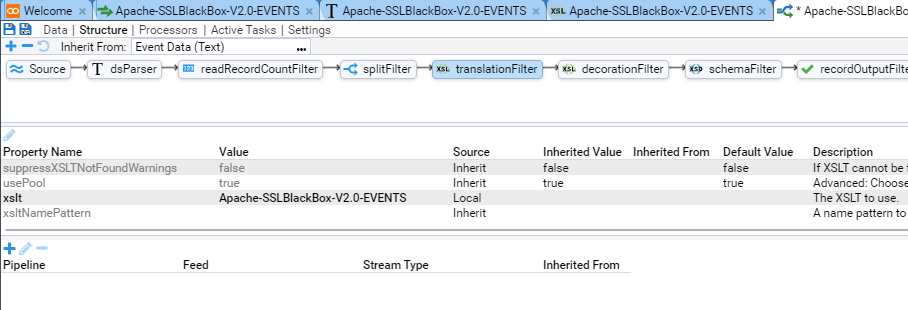 Welcome × Apache-SSLBlackBox-V2.0-EVENTS × T Apache-SSLBlackBox-V2.0-EVENTS × XSL Apache-SSLBlackBox-V2.0-EVENTS × * Apache-SSLBlackBo
Data | Structure | Processors | Active Tasks | Settings
Inherit From: Event Data (Text) ...
Source T dsParser readRecordCountFilter splitFilter XSL translationFilter XSL decorationFilter XSD schemaFilter recordOutputFilte
Property Name Value Source Inherited Value Inherited From Default Value Description
suppressXSLTNotFoundWarnings false Inherit false false If XSLT cannot be f
usePool true Inherit true true Advanced: Choose
xslt Apache-SSLBlackBox-V2.0-EVENTS Local The XSLT to use.
xsltNamePattern Inherit A name pattern to
Pipeline Feed Stream Type Inherited From